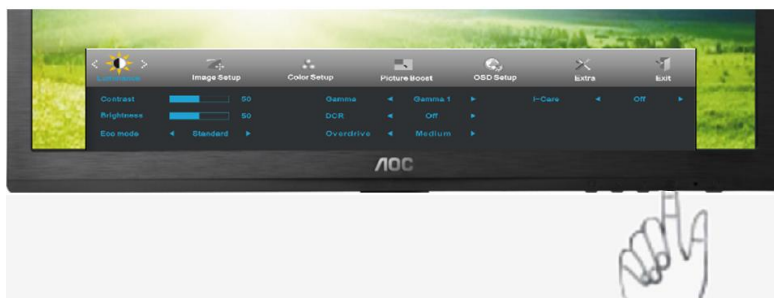 Luminance Image Setup Color Setup Picture Boost OSD Setup Extra Exit
Contrast 50 Gamma Gamma 1 i-Care Off
Brightness 50 DCR Off
Eco mode Standard Overdrive Medium
AOC